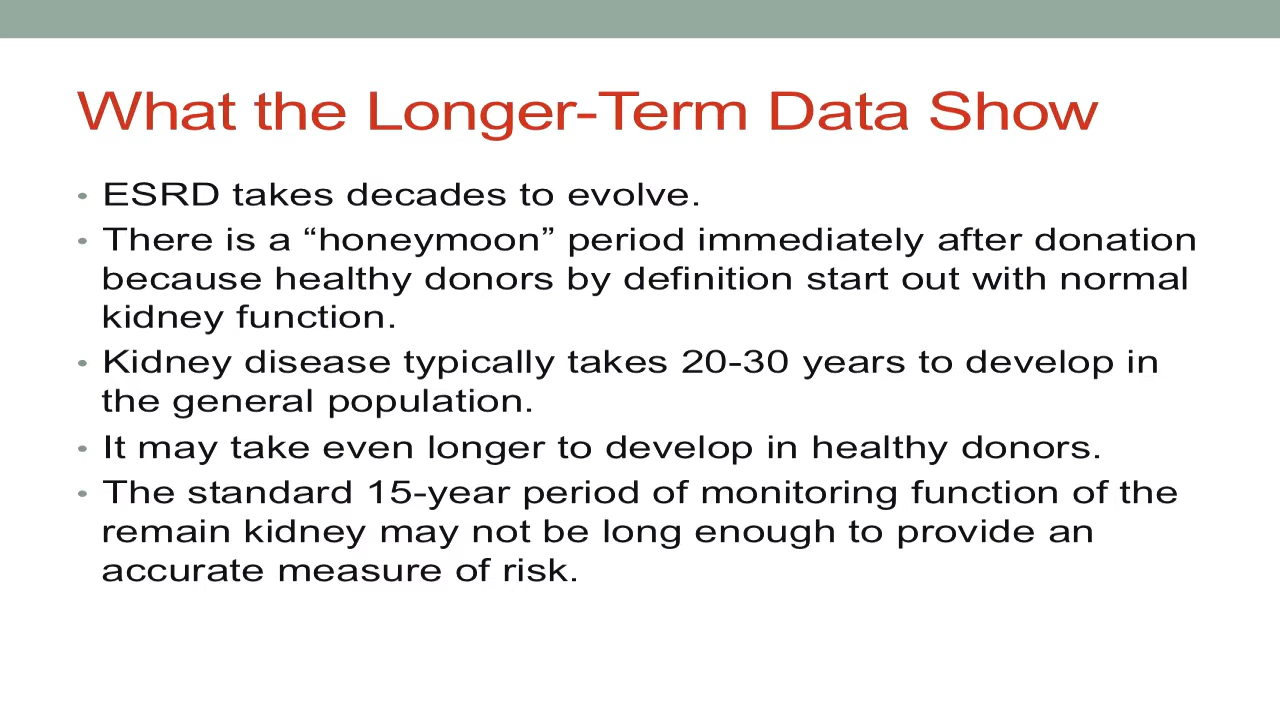 What the Longer-Term Data Show
• ESRD takes decades to evolve.
• There is a “honeymoon” period immediately after donation
because healthy donors by definition start out with normal
kidney function.
• Kidney disease typically takes 20-30 years to develop in
the general population.
• It may take even longer to develop in healthy donors.
• The standard 15-year period of monitoring function of the
remain kidney may not be long enough to provide an
accurate measure of risk.